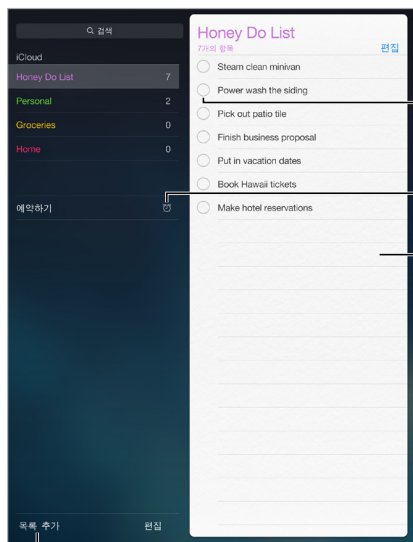 검색
iCloud
Honey Do List 7
Personal 2
Groceries 0
Home 0
예약하기
목록 추가 편집
Honey Do List
7개의 항목 편집
Steam clean minivan
Power wash the siding
Pick out patio tile
Finish business proposal
Put in vacation dates
Book Hawaii tickets
Make hotel reservations